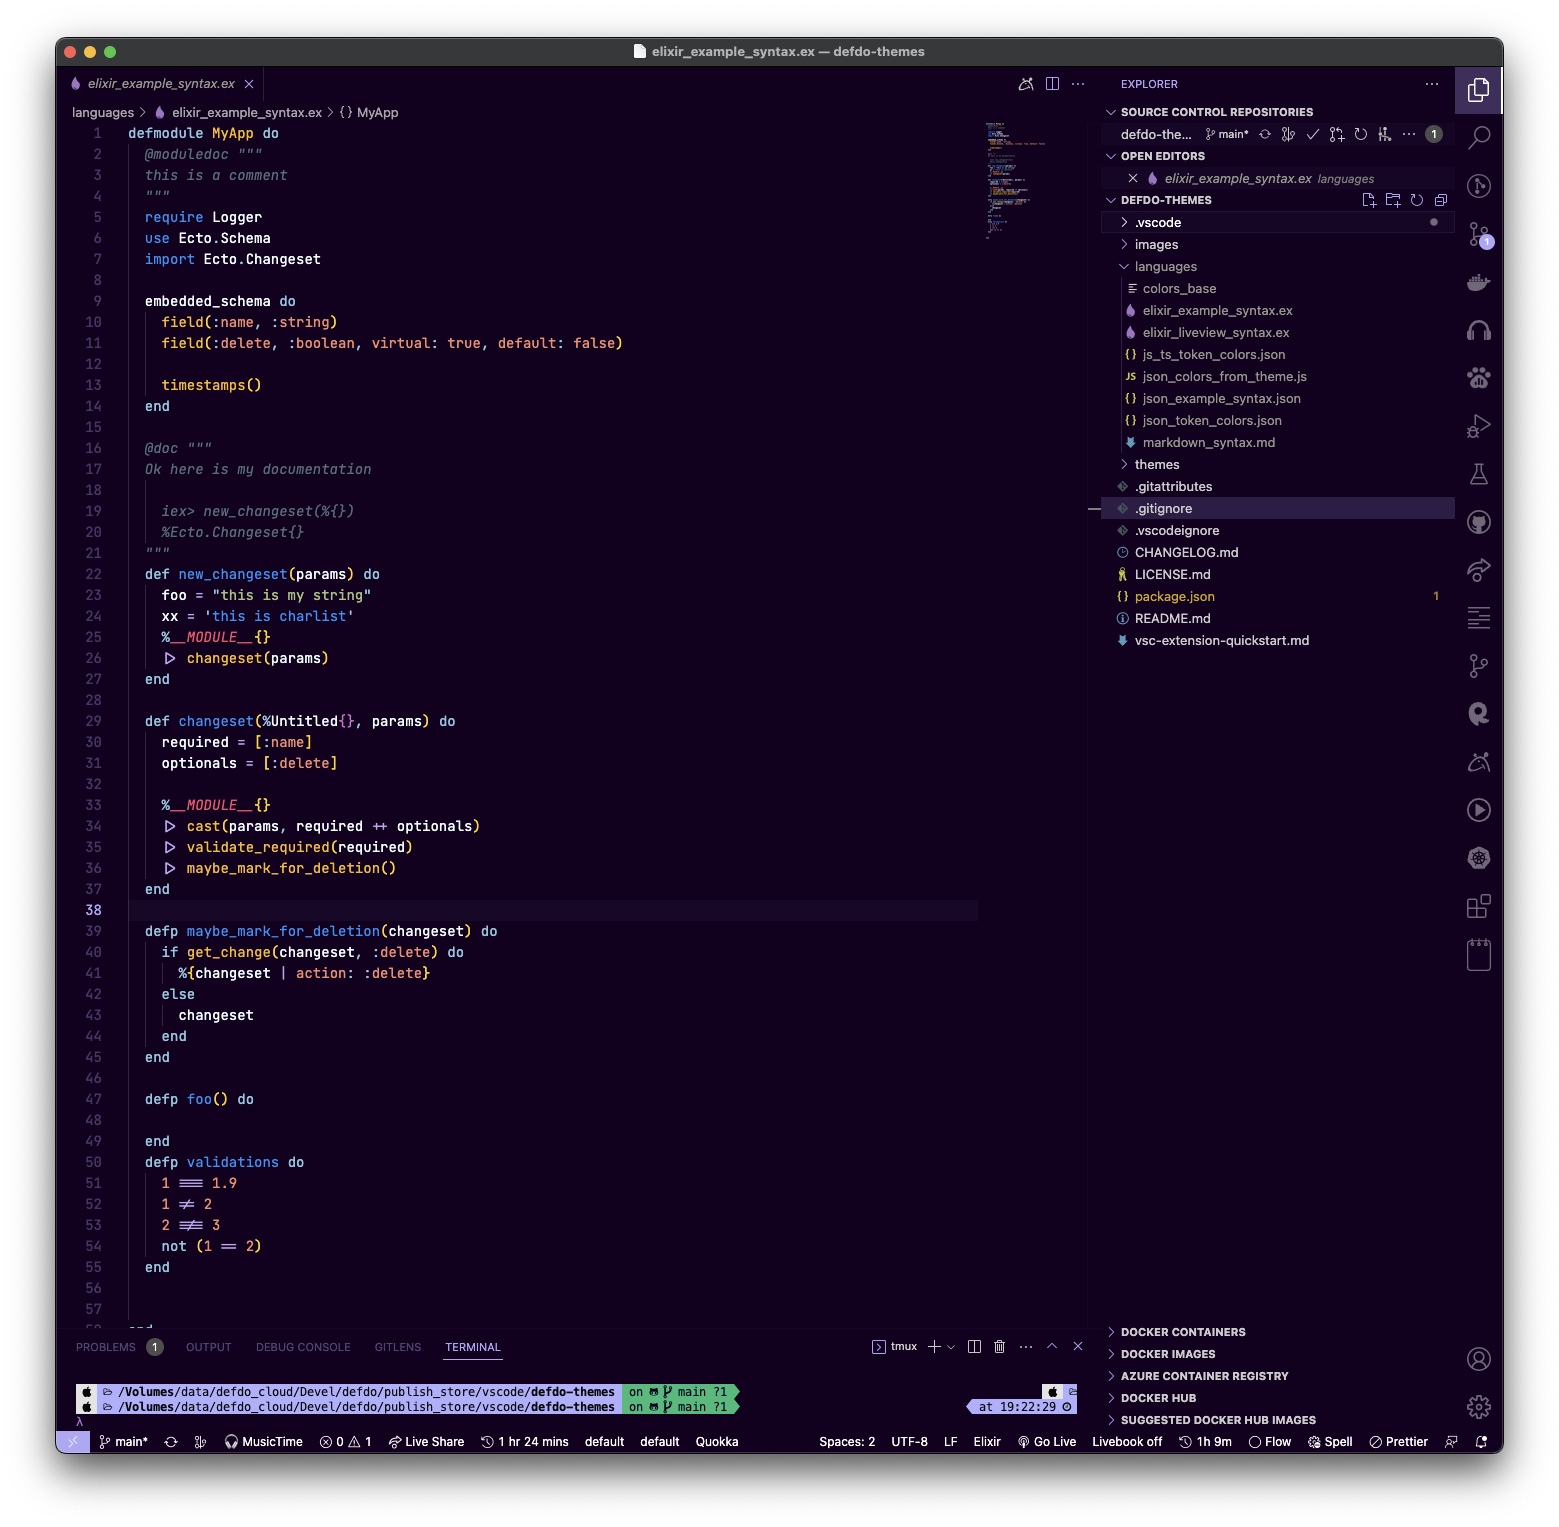 elixir_example_syntax.ex — defdo-themes
elixir_example_syntax.ex
languages > elixir_example_syntax.ex > {} MyApp
1 defmodule MyApp do
2 @moduledoc """
3 this is a comment
4 """
5 require Logger
6 use Ecto.Schema
7 import Ecto.Changeset
8
9 embedded_schema do
10 field(:name, :string)
11 field(:delete, :boolean, virtual: true, default: false)
12
13 timestamps()
14 end
15
16 @doc """
17 Ok here is my documentation
18
19 iex> new_changeset(%{})
20 %Ecto.Changeset{}
21 """
22 def new_changeset(params) do
23 foo = "this is my string"
24 xx = 'this is charlist'
25 %__MODULE__{}
26 |> changeset(params)
27 end
28
29 def changeset(%Untitled{}, params) do
30 required = [:name]
31 optionals = [:delete]
32
33 %__MODULE__{}
34 |> cast(params, required ++ optionals)
35 |> validate_required(required)
36 |> maybe_mark_for_deletion()
37 end
38
39 defp maybe_mark_for_deletion(changeset) do
40 if get_change(changeset, :delete) do
41 %{changeset | action: :delete}
42 else
43 changeset
44 end
45 end
46
47 defp foo() do
48
49 end
50 defp validations do
51 1 === 1.9
52 1 != 2
53 2 !== 3
54 not (1 == 2)
55 end
56
57
EXPLORER
SOURCE CONTROL REPOSITORIES
defdo-the... main* 1
OPEN EDITORS
elixir_example_syntax.ex languages
DEFDO-THEMES
.vscode
images
languages
colors_base
elixir_example_syntax.ex
elixir_liveview_syntax.ex
{} js_ts_token_colors.json
JS json_colors_from_theme.js
{} json_example_syntax.json
{} json_token_colors.json
markdown_syntax.md
themes
.gitattributes
.gitignore
.vscodeignore
CHANGELOG.md
LICENSE.md
{} package.json 1
README.md
vsc-extension-quickstart.md
DOCKER CONTAINERS
DOCKER IMAGES
AZURE CONTAINER REGISTRY
DOCKER HUB
SUGGESTED DOCKER HUB IMAGES
1
PROBLEMS 1 OUTPUT DEBUG CONSOLE GITLENS TERMINAL tmux
/Volumes/data/defdo_cloud/Devel/defdo/publish_store/vscode/defdo-themes on main ?1
/Volumes/data/defdo_cloud/Devel/defdo/publish_store/vscode/defdo-themes on main ?1 at 19:22:29
λ
main* MusicTime 0 1 Live Share 1 hr 24 mins default default Quokka Spaces: 2 UTF-8 LF Elixir Go Live Livebook off 1h 9m Flow Spell Prettier